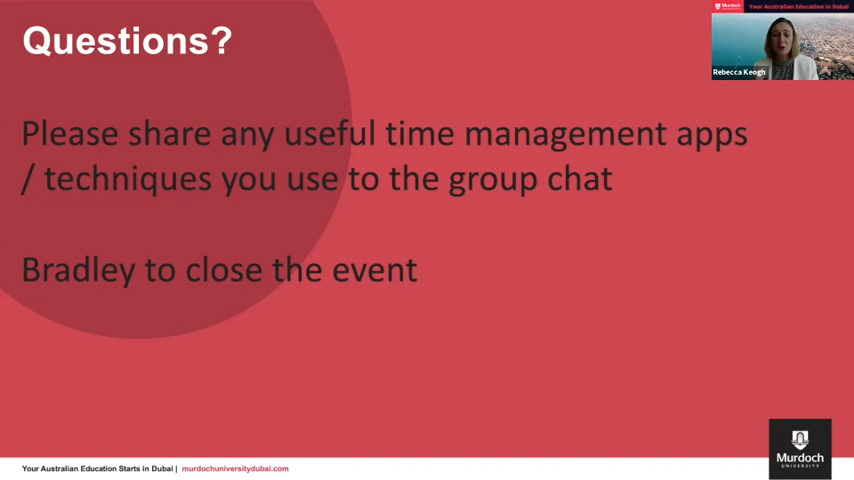 Questions?
Murdoch
Your Australian Education in Dubai
Rebecca Keogh
Please share any useful time management apps
/ techniques you use to the group chat
Bradley to close the event
Murdoch
UNIVERSITY
Your Australian Education Starts in Dubai | murdochuniversitydubai.com